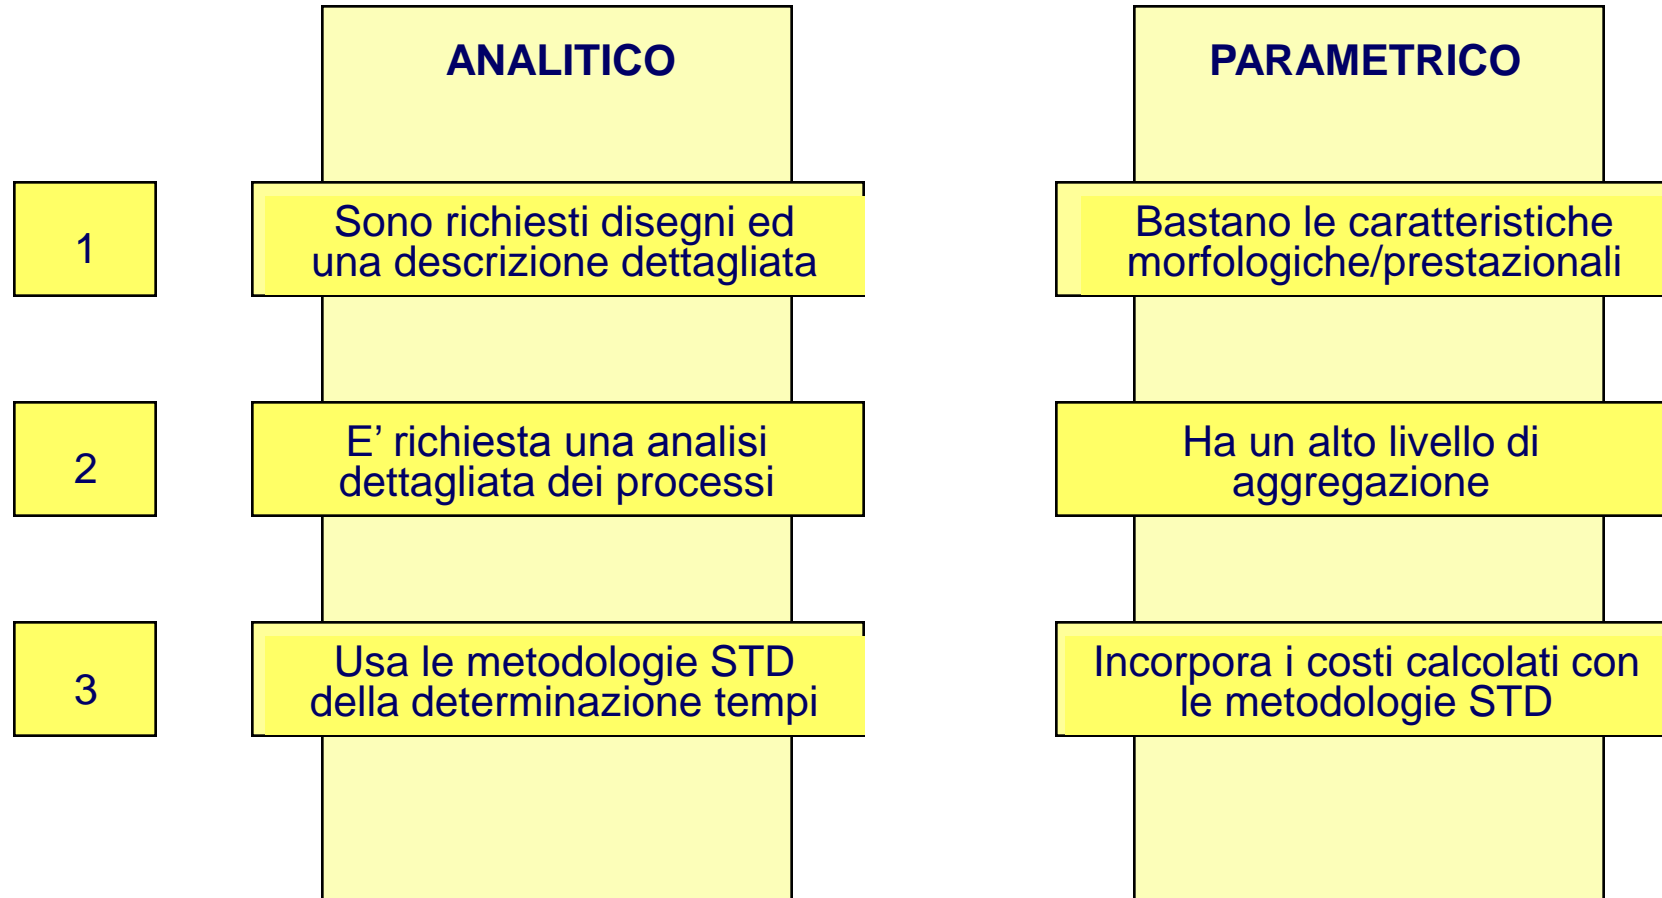 ANALITICO
PARAMETRICO
1
Sono richiesti disegni ed
una descrizione dettagliata
Bastano le caratteristiche
morfologiche/prestazionali
2
E’ richiesta una analisi
dettagliata dei processi
Ha un alto livello di
aggregazione
3
Usa le metodologie STD
della determinazione tempi
Incorpora i costi calcolati con
le metodologie STD